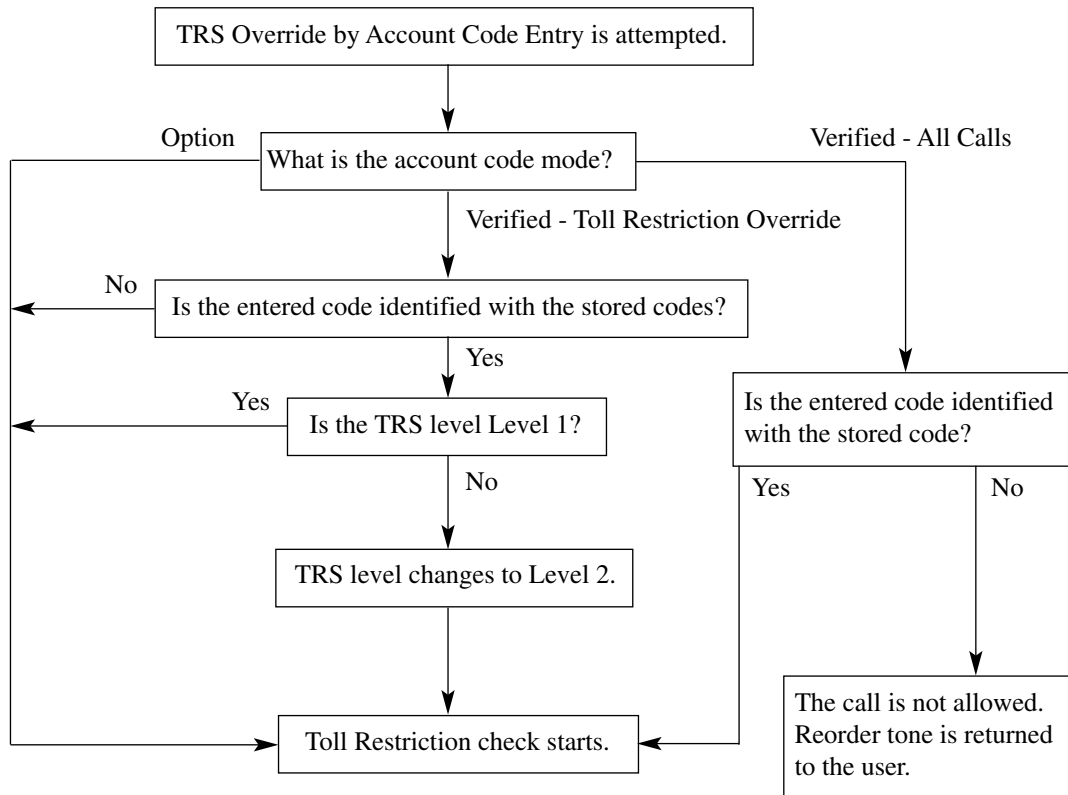 TRS Override by Account Code Entry is attempted.
Option
Verified - All Calls
What is the account code mode?
Verified - Toll Restriction Override
No
Is the entered code identified with the stored codes?
Yes
Yes
Is the TRS level Level 1?
Is the entered code identified
with the stored code?
No
Yes
No
TRS level changes to Level 2.
The call is not allowed.
Reorder tone is returned
to the user.
Toll Restriction check starts.